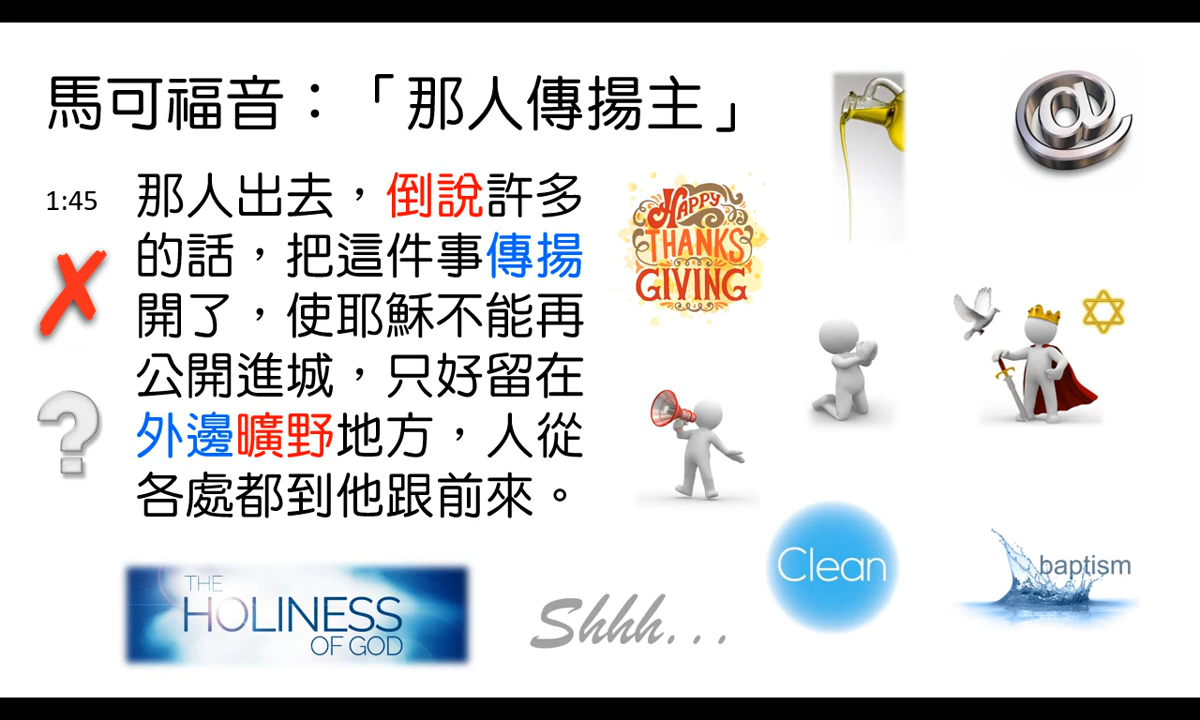 馬可福音：「那人傳揚主」
1:45
那人出去，倒說許多
的話，把這件事傳揚
開了，使耶穌不能再
公開進城，只好留在
外邊曠野地方，人從
各處都到他跟前來。
✗
?
@
HAPPY
THANKS
GIVING
Clean
baptism
THE
HOLINESS
OF GOD
Shhh...